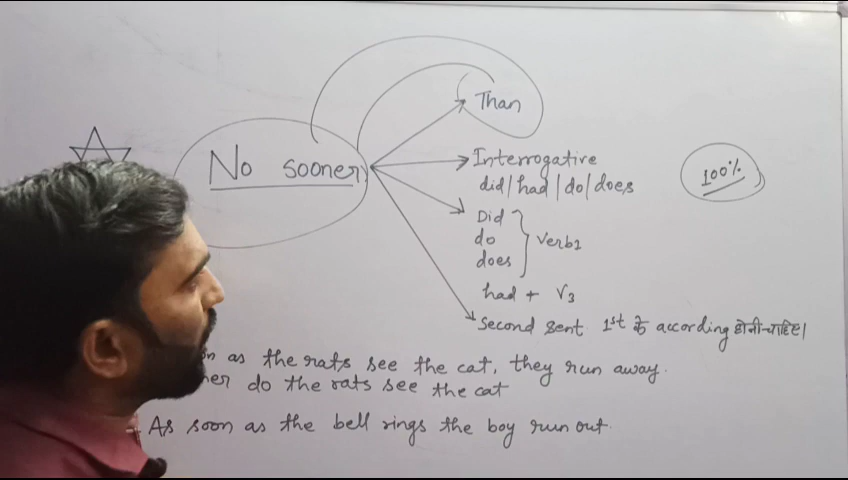 Than
No sooner
Interrogative
did/had/do/does
100%
Did
do
does
verb1
had + V3
Second sent 1st के according होनी चाहिए।
as the rats see the cat, they run away.
do the rats see the cat
As soon as the bell rings the boy run out.